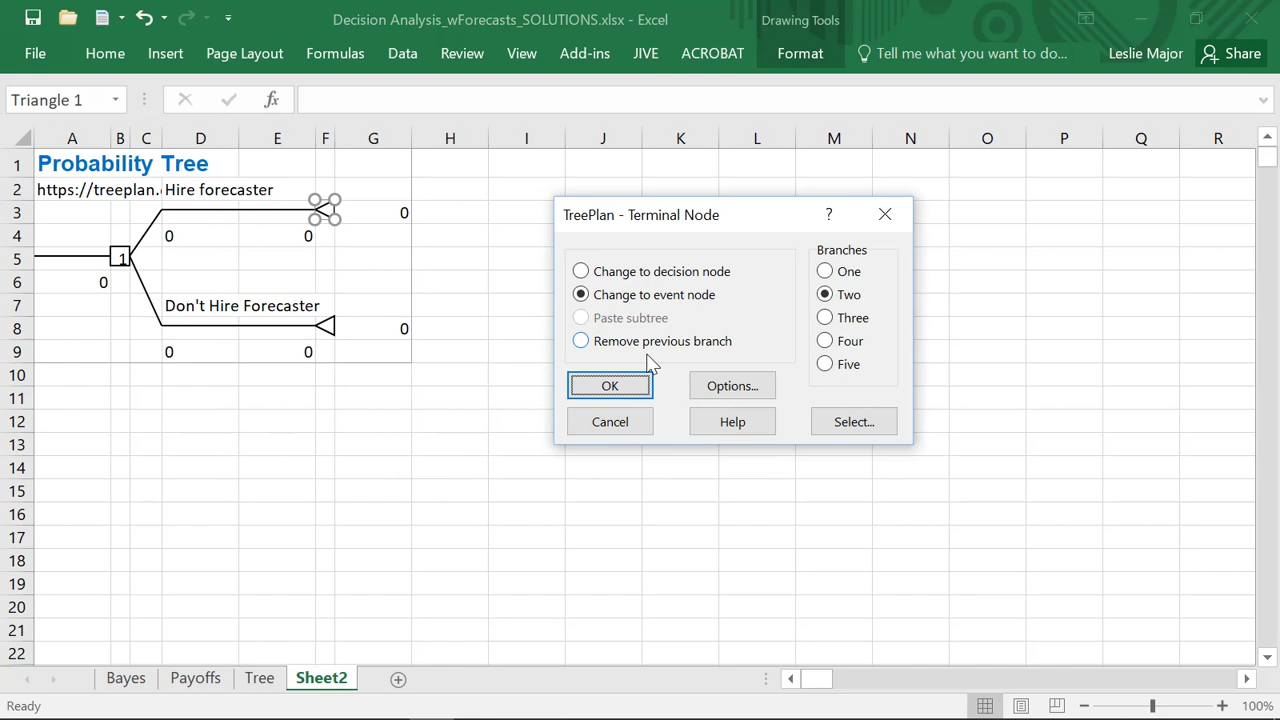 Decision Analysis_wForecasts_SOLUTIONS.xlsx - Excel
Drawing Tools
File Home Insert Page Layout Formulas Data Review View Add-ins JIVE ACROBAT Format Tell me what you want to do... Leslie Major Share
Triangle 1 fx
A B C D E F G H I J K L M N O P Q R
1 Probability Tree
2 https://treeplan. Hire forecaster
3 0
4 0 0
5 1
6 0
7 Don't Hire Forecaster
8 0
9 0 0
10
11
12
13
14
15
16
17
18
19
20
21
22
TreePlan - Terminal Node ?
Branches
Change to decision node One
Change to event node Two
Paste subtree Three
Remove previous branch Four
Five
OK Options...
Cancel Help Select...
Bayes Payoffs Tree Sheet2
Ready 100%